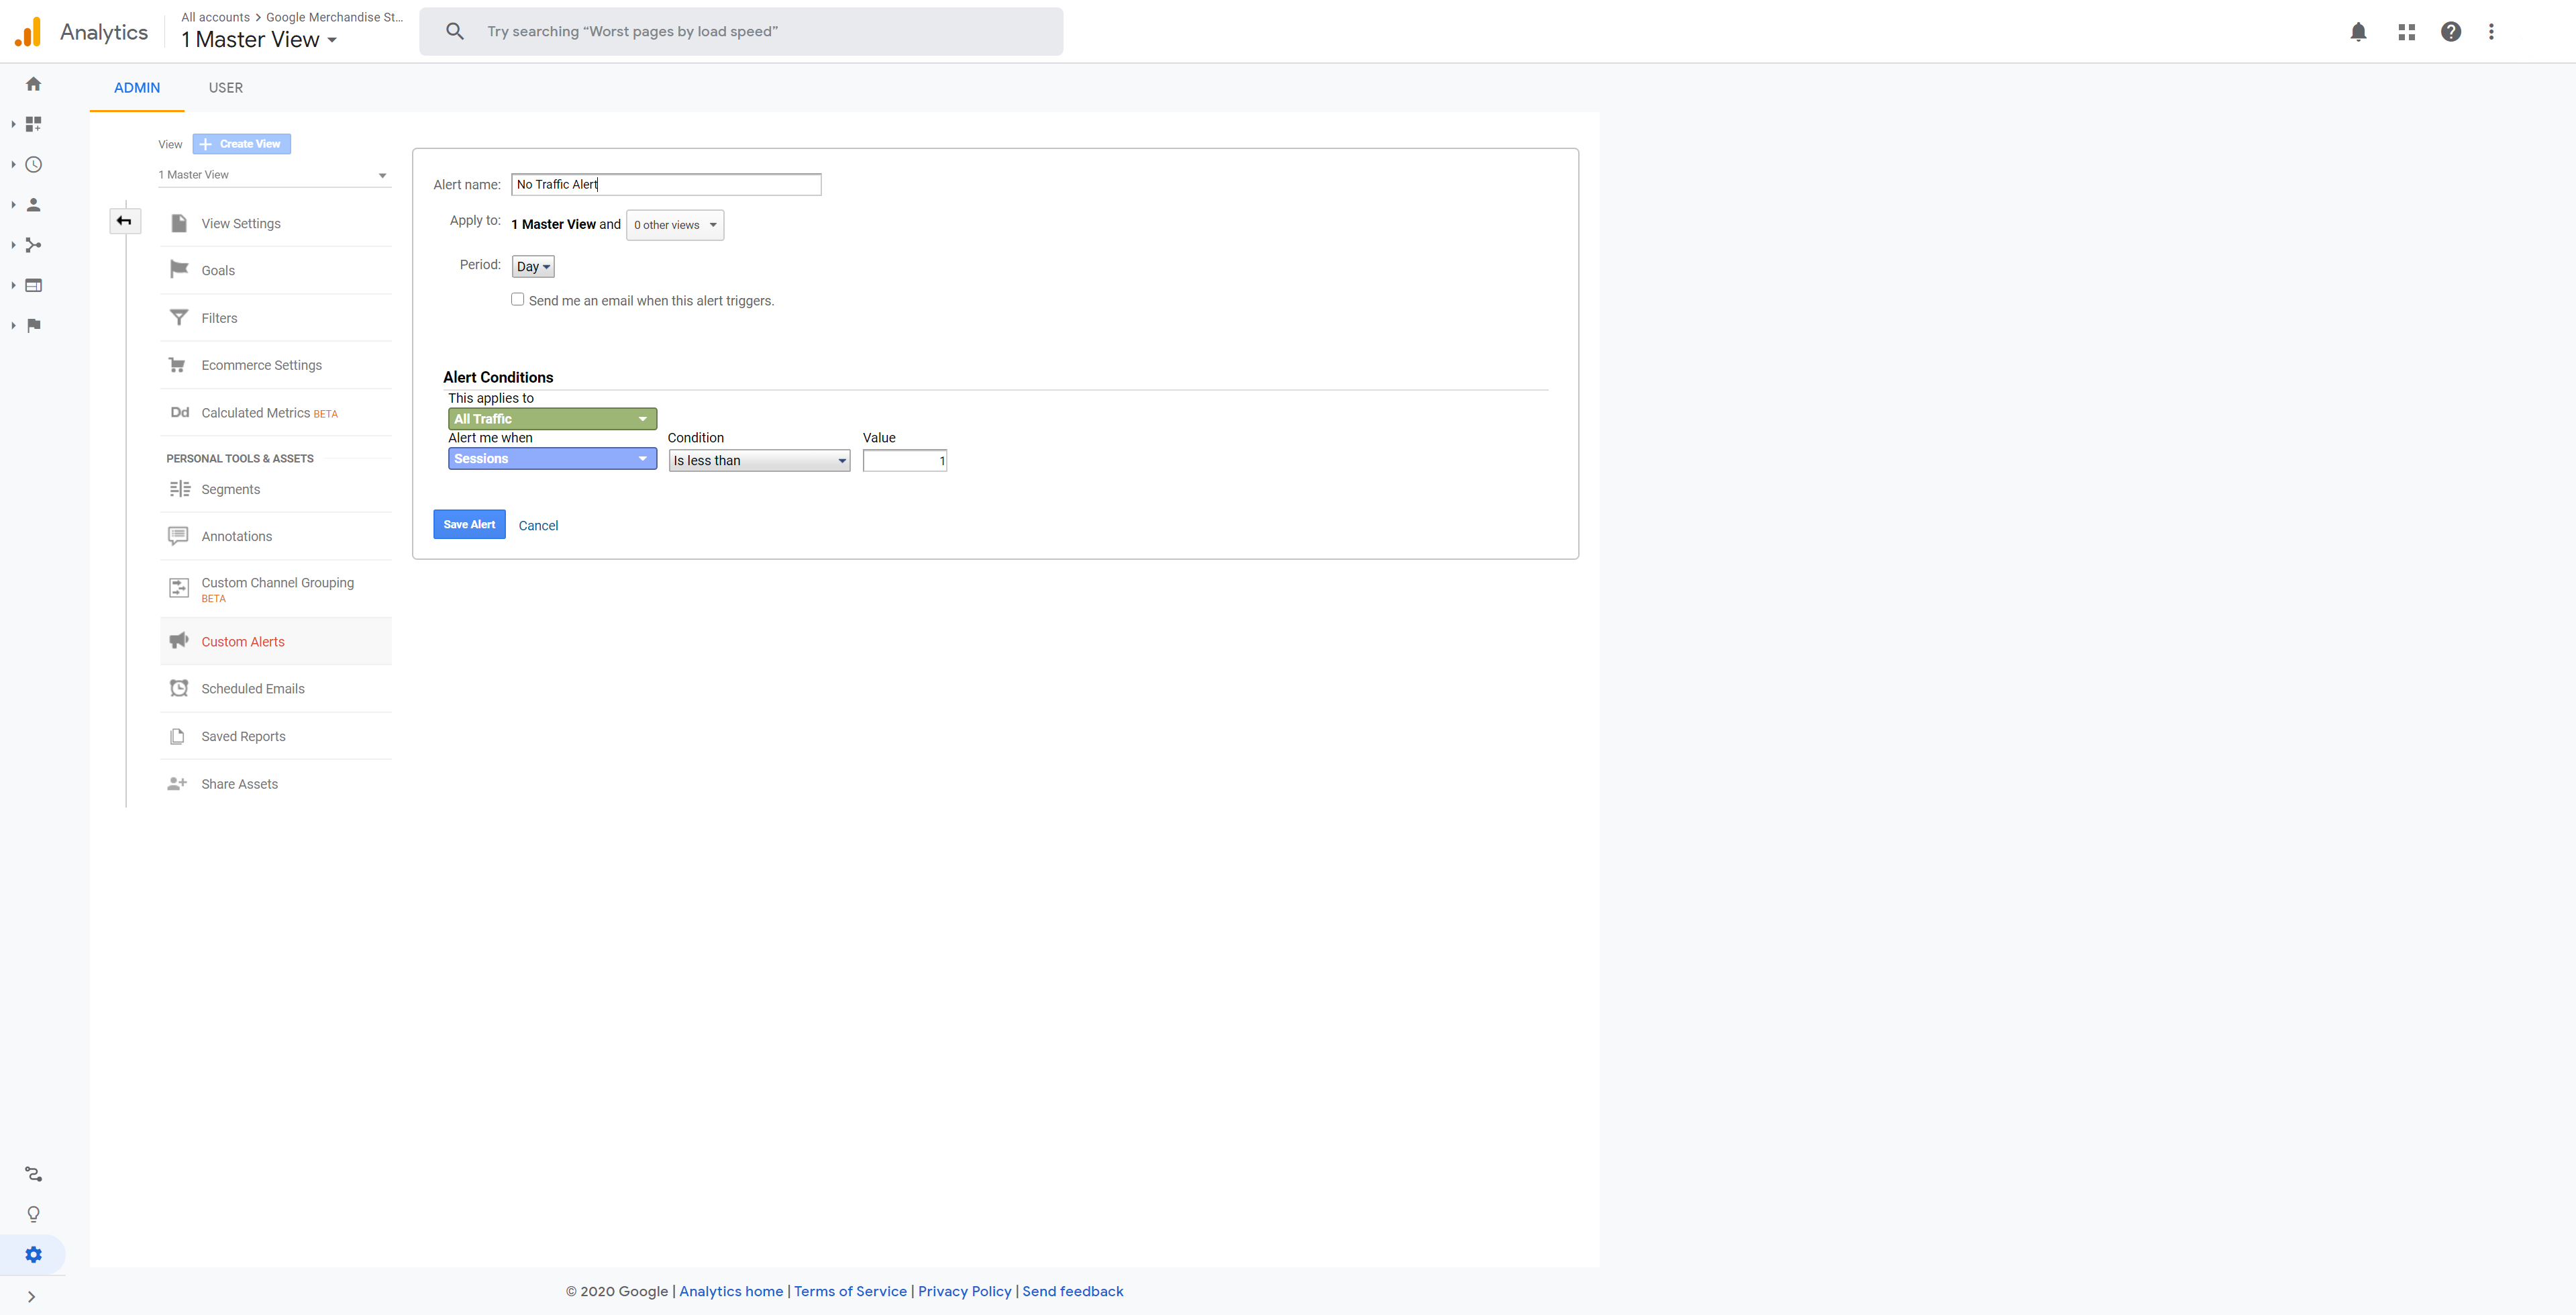 Analytics
All accounts > Google Merchandise St...
1 Master View
Try searching “Worst pages by load speed”
ADMIN
USER
View
Create View
1 Master View
View Settings
Goals
Filters
Ecommerce Settings
Dd Calculated Metrics BETA
PERSONAL TOOLS & ASSETS
Segments
Annotations
Custom Channel Grouping
BETA
Custom Alerts
Scheduled Emails
Saved Reports
Share Assets
Alert name: No Traffic Alert
Apply to: 1 Master View and 0 other views
Period: Day
Send me an email when this alert triggers.
Alert Conditions
This applies to
All Traffic
Alert me when Condition Value
Sessions Is less than 1
Save Alert Cancel
© 2020 Google | Analytics home | Terms of Service | Privacy Policy | Send feedback